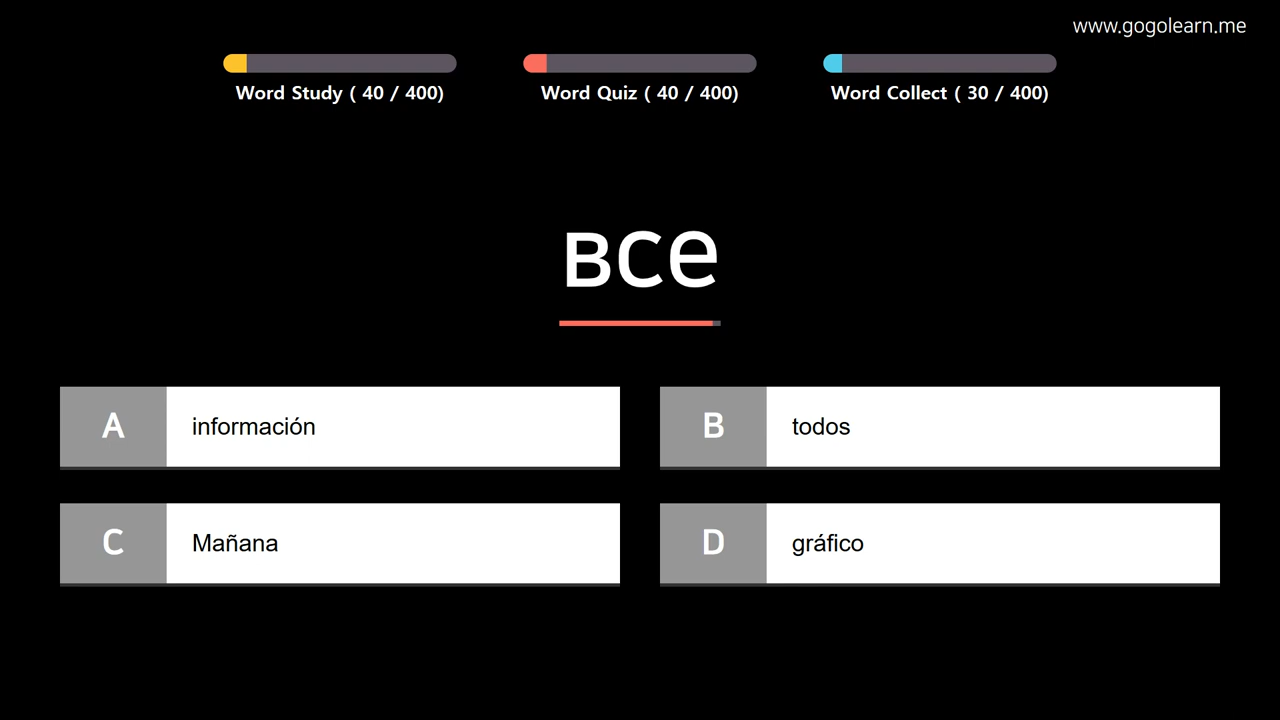 www.gogolearn.me
Word Study ( 40 / 400)
Word Quiz ( 40 / 400)
Word Collect ( 30 / 400)
все
A información
B todos
C Mañana
D gráfico